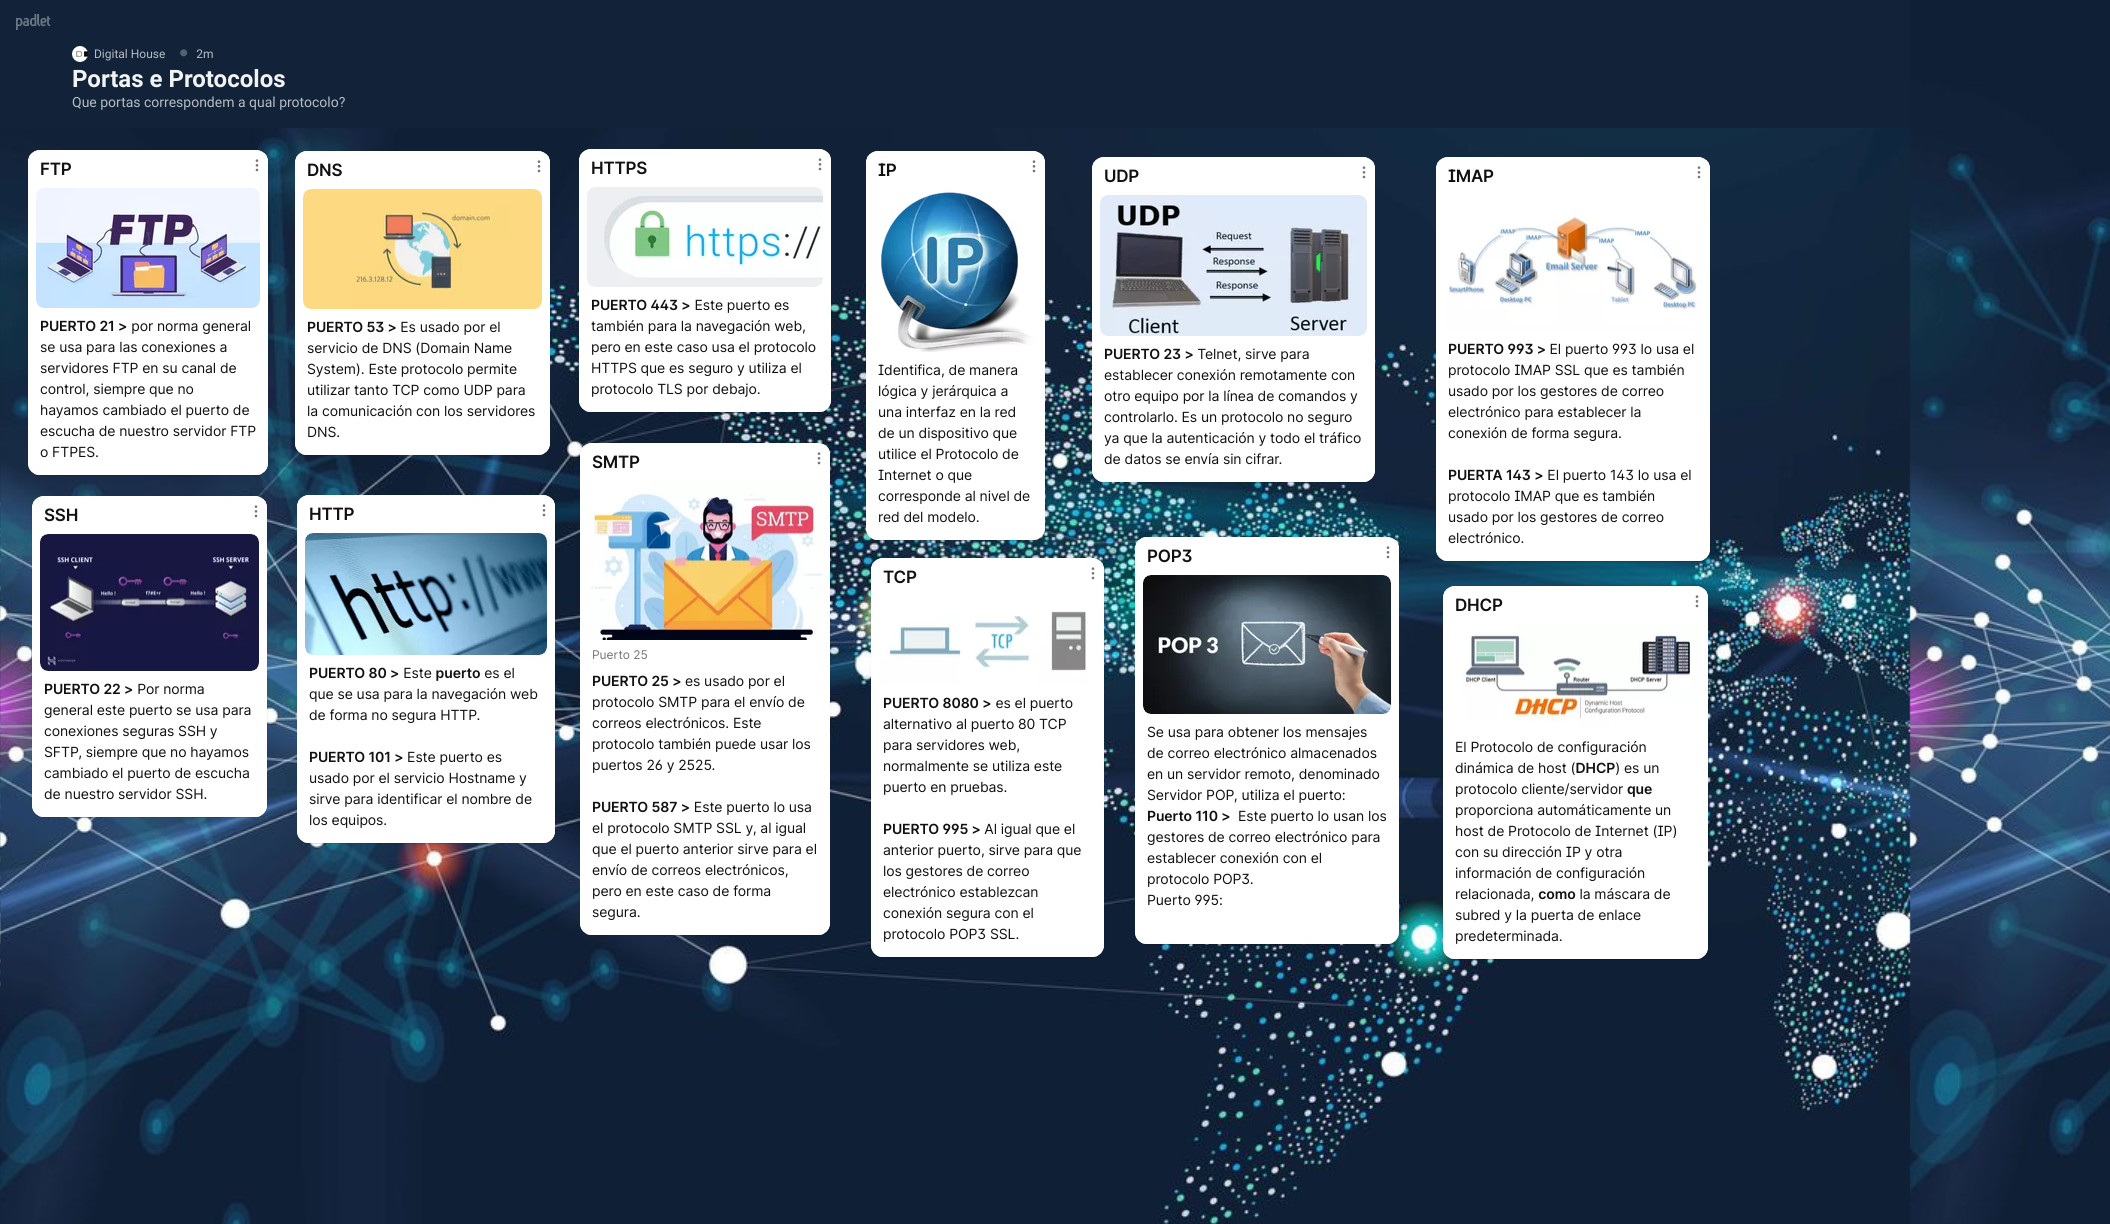 padlet
Digital House
2m
Portas e Protocolos
Que portas correspondem a qual protocolo?
FTP
FTP
PUERTO 21 > por norma general
se usa para las conexiones a
servidores FTP en su canal de
control, siempre que no
hayamos cambiado el puerto de
escucha de nuestro servidor FTP
o FTPES.
SSH
SSH CLIENT
SSH SERVER
Hello !
Hello !
PUERTO 22 > Por norma
general este puerto se usa para
conexiones seguras SSH y
SFTP, siempre que no hayamos
cambiado el puerto de escucha
de nuestro servidor SSH.
DNS
domain.com
216.3.128.12
PUERTO 53 > Es usado por el
servicio de DNS (Domain Name
System). Este protocolo permite
utilizar tanto TCP como UDP para
la comunicación con los servidores
DNS.
HTTP
http://www
PUERTO 80 > Este puerto es el
que se usa para la navegación web
de forma no segura HTTP.
PUERTO 101 > Este puerto es
usado por el servicio Hostname y
sirve para identificar el nombre de
los equipos.
HTTPS
https://
PUERTO 443 > Este puerto es
también para la navegación web,
pero en este caso usa el protocolo
HTTPS que es seguro y utiliza el
protocolo TLS por debajo.
SMTP
SMTP
Puerto 25
PUERTO 25 > es usado por el
protocolo SMTP para el envío de
correos electrónicos. Este
protocolo también puede usar los
puertos 26 y 2525.
PUERTO 587 > Este puerto lo usa
el protocolo SMTP SSL y, al igual
que el puerto anterior sirve para el
envío de correos electrónicos,
pero en este caso de forma
segura.
IP
IP
Identifica, de manera
lógica y jerárquica a
una interfaz en la red
de un dispositivo que
utilice el Protocolo de
Internet o que
corresponde al nivel de
red del modelo.
TCP
TCP
PUERTO 8080 > es el puerto
alternativo al puerto 80 TCP
para servidores web,
normalmente se utiliza este
puerto en pruebas.
PUERTO 995 > Al igual que el
anterior puerto, sirve para que
los gestores de correo
electrónico establezcan
conexión segura con el
protocolo POP3 SSL.
UDP
UDP
Request
Response
Response
Client
Server
PUERTO 23 > Telnet, sirve para
establecer conexión remotamente con
otro equipo por la línea de comandos y
controlarlo. Es un protocolo no seguro
ya que la autenticación y todo el tráfico
de datos se envía sin cifrar.
POP3
POP 3
Se usa para obtener los mensajes
de correo electrónico almacenados
en un servidor remoto, denominado
Servidor POP, utiliza el puerto:
Puerto 110 > Este puerto lo usan los
gestores de correo electrónico para
establecer conexión con el
protocolo POP3.
Puerto 995:
IMAP
IMAP
IMAP
IMAP
IMAP
Email Server
SmartPhone
Desktop PC
Tablet
Desktop PC
PUERTO 993 > El puerto 993 lo usa el
protocolo IMAP SSL que es también
usado por los gestores de correo
electrónico para establecer la
conexión de forma segura.
PUERTA 143 > El puerto 143 lo usa el
protocolo IMAP que es también
usado por los gestores de correo
electrónico.
DHCP
DHCP Client
Router
DHCP Server
DHCP
Dynamic Host
Configuration Protocol
El Protocolo de configuración
dinámica de host (DHCP) es un
protocolo cliente/servidor que
proporciona automáticamente un
host de Protocolo de Internet (IP)
con su dirección IP y otra
información de configuración
relacionada, como la máscara de
subred y la puerta de enlace
predeterminada.